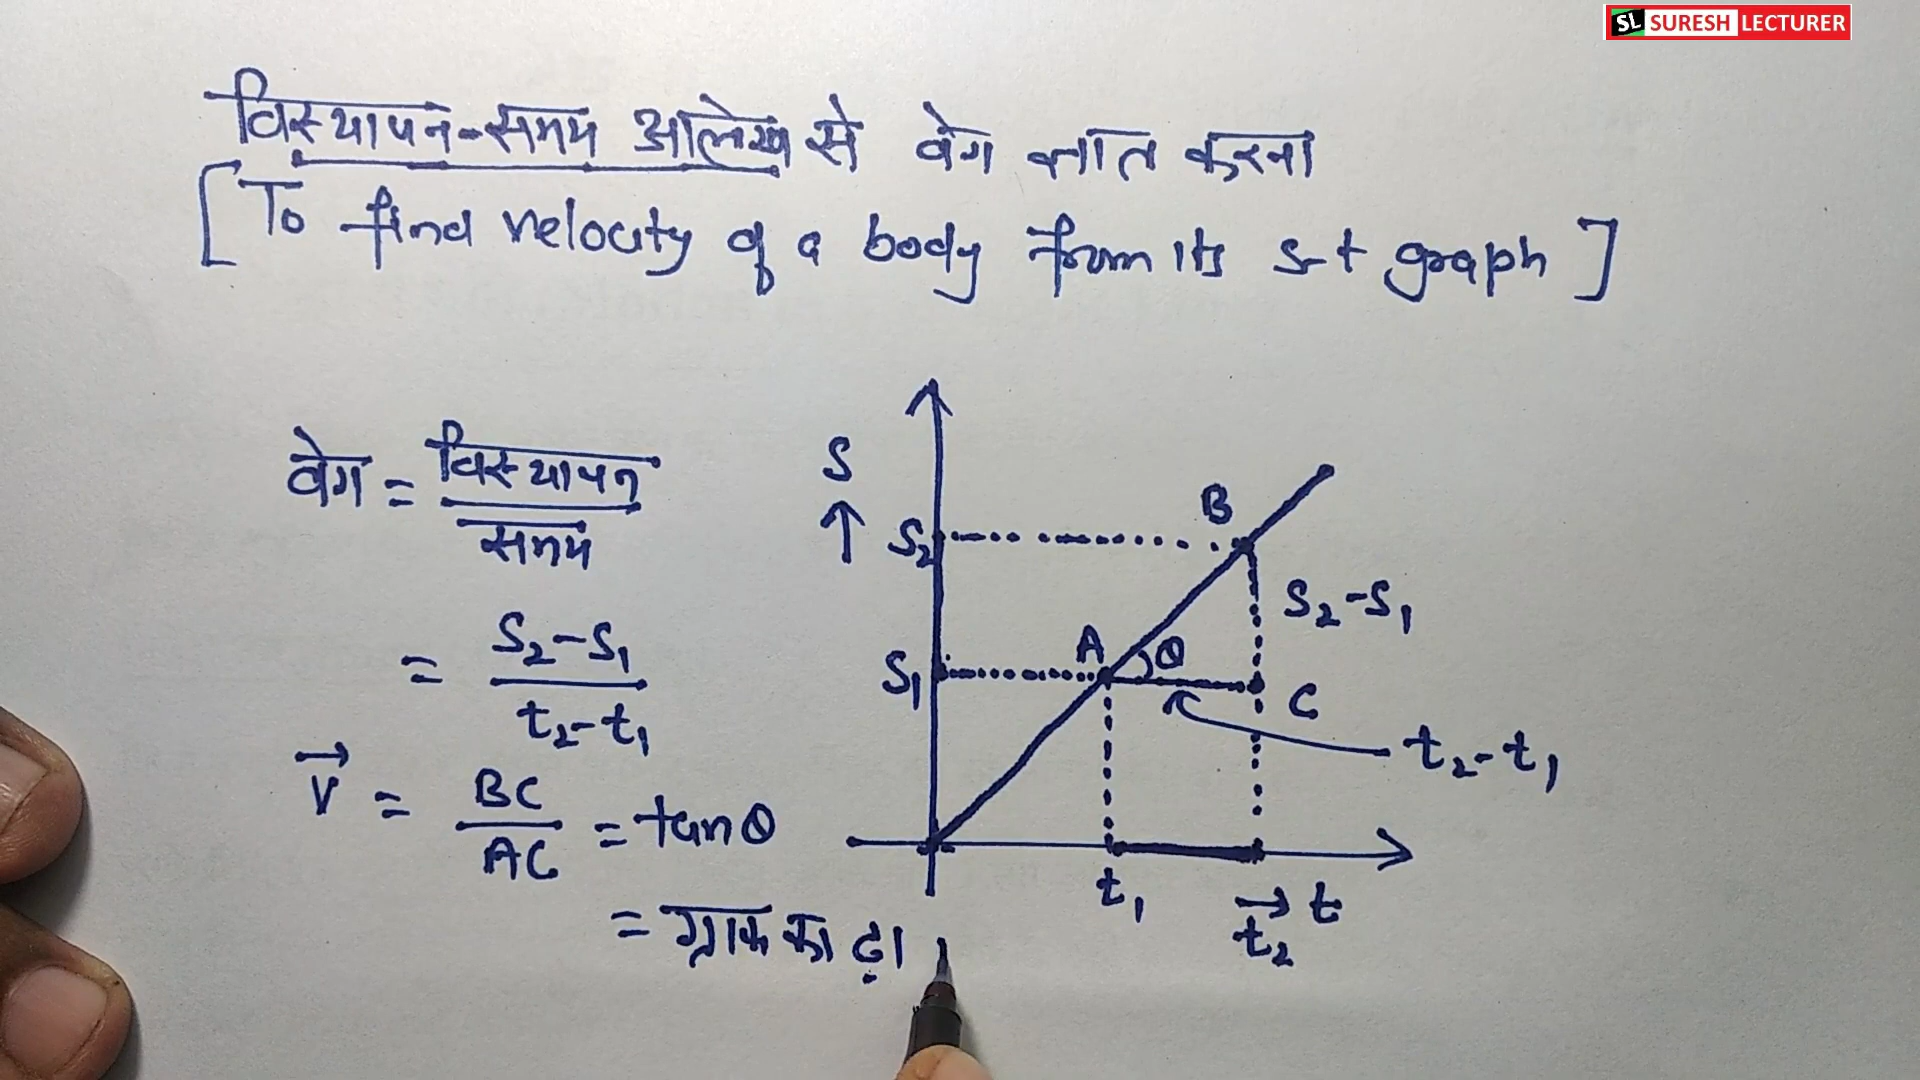 SL SURESH LECTURER
विस्थापन-समय आलेख से वेग ज्ञात करना
[To find velocity of a body from its s-t graph]
वेग = विस्थापन
समय
= S₂-S₁
t₂-t₁
V⃗ = BC
AC
= tanθ
= ग्राफ का ढा
S
↑
S₂
S₁
B
A
θ
C
S₂-S₁
t₂-t₁
t₁
→ t
t₂